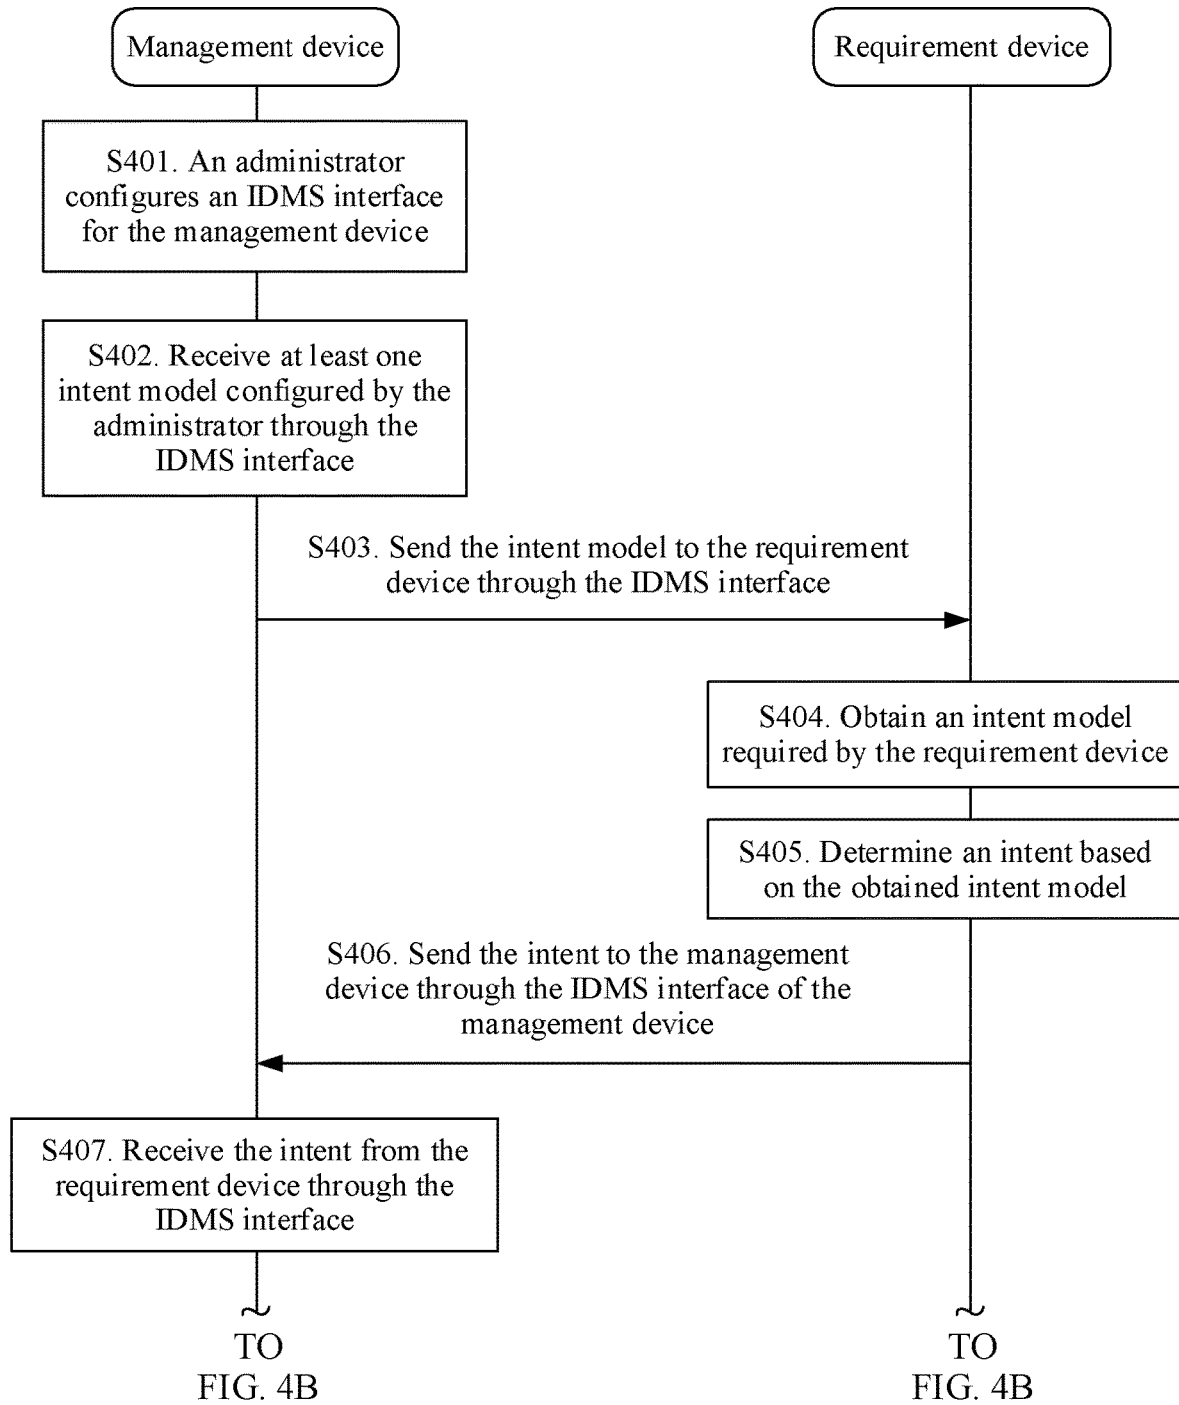 Management device
Requirement device
S401. An administrator
configures an IDMS interface
for the management device
S402. Receive at least one
intent model configured by the
administrator through the
IDMS interface
S403. Send the intent model to the requirement
device through the IDMS interface
S404. Obtain an intent model
required by the requirement device
S405. Determine an intent based
on the obtained intent model
S406. Send the intent to the management
device through the IDMS interface of the
management device
S407. Receive the intent from the
requirement device through the
IDMS interface
TO
FIG. 4B
TO
FIG. 4B